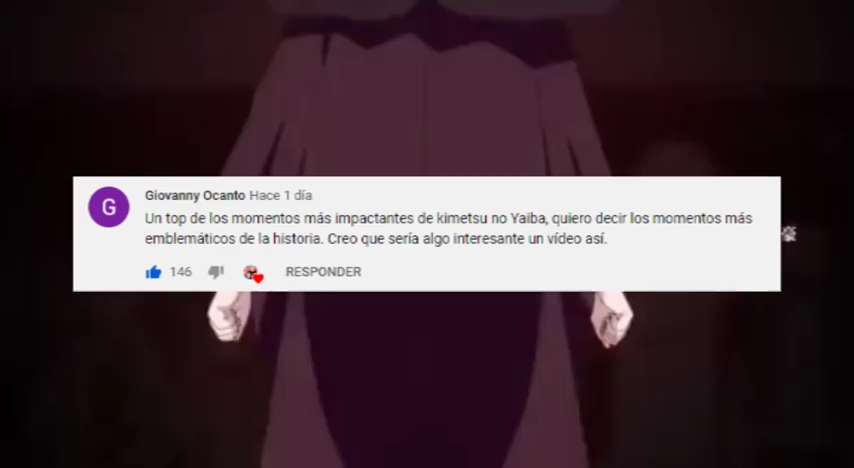 G
Giovanny Ocanto Hace 1 día
Un top de los momentos más impactantes de kimetsu no Yaiba, quiero decir los momentos más
emblemáticos de la historia. Creo que sería algo interesante un vídeo así.
146 RESPONDER